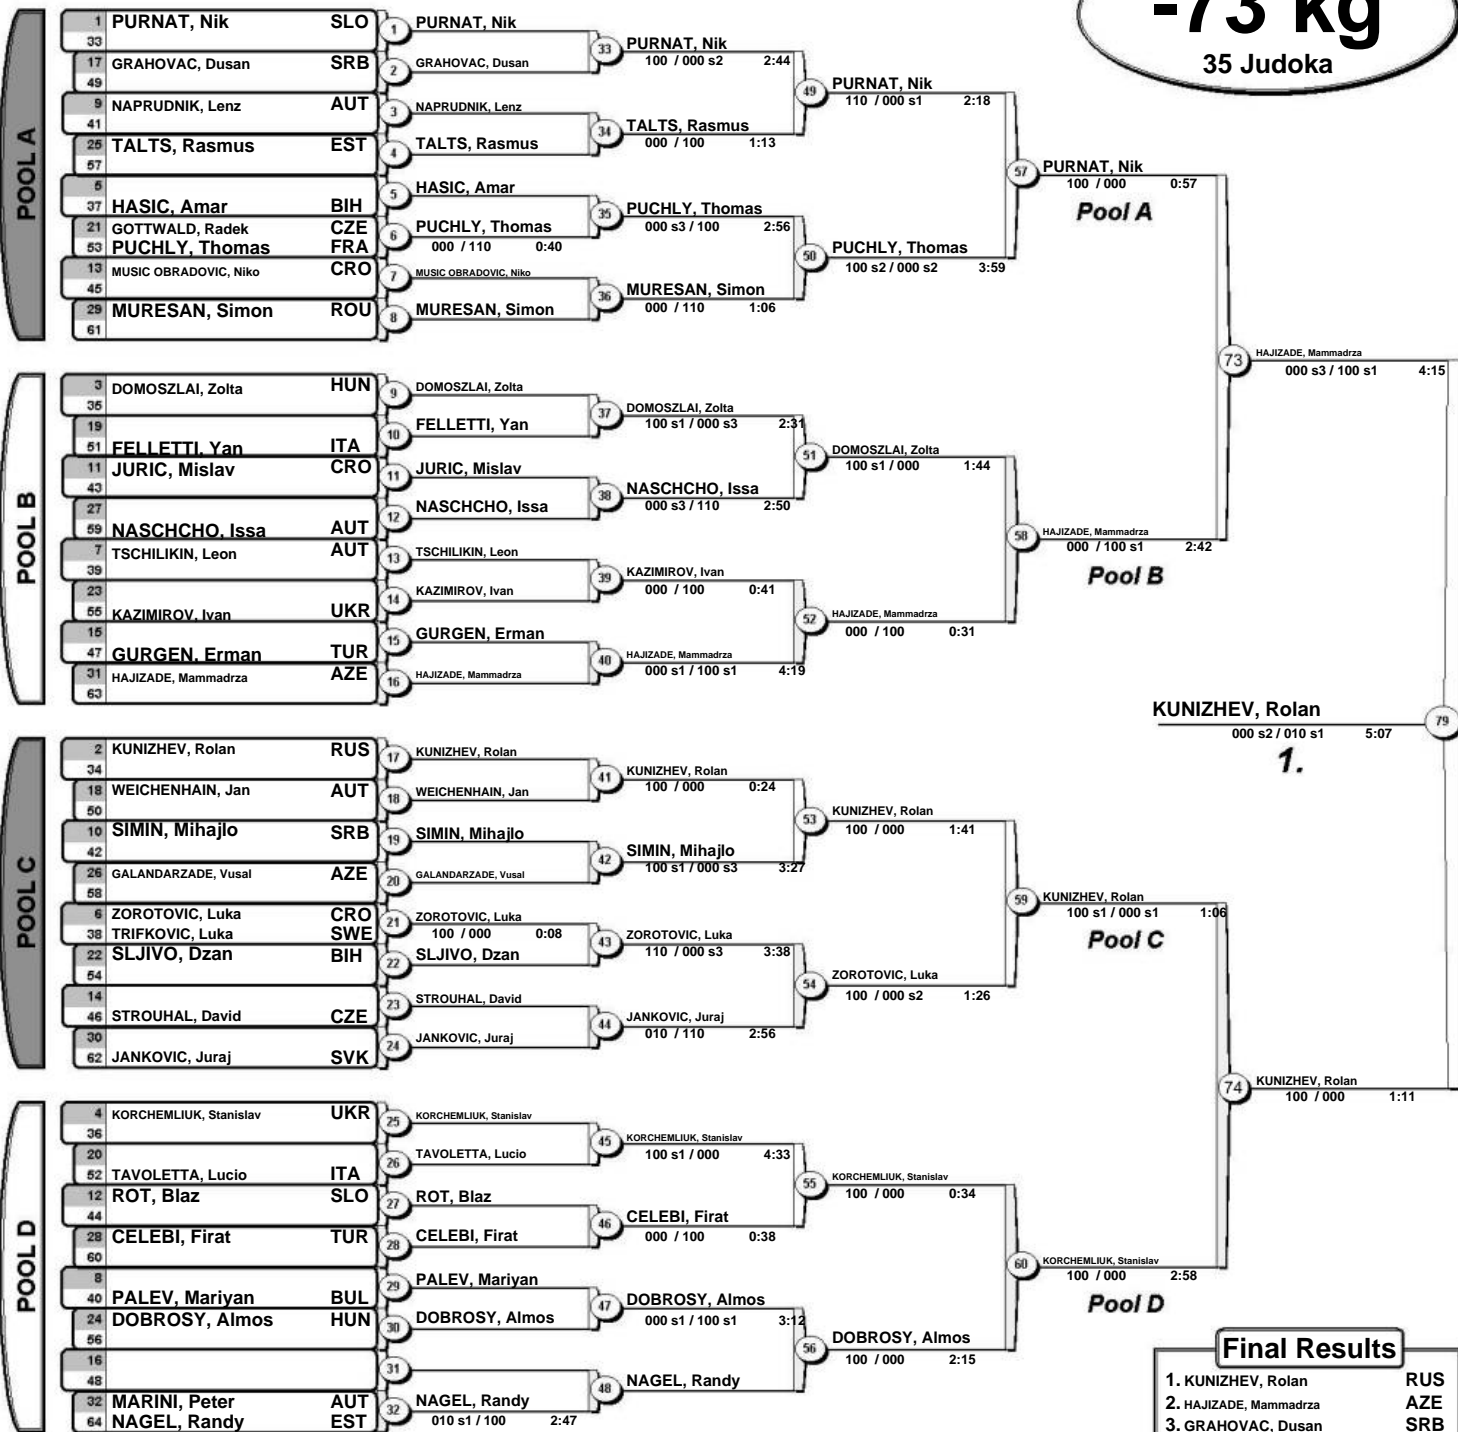 -73 kg
35 Judoka
POOL A
1 PURNAT, Nik SLO
33
17 GRAHOVAC, Dusan SRB
49
9 NAPRUDNIK, Lenz AUT
41
25 TALTS, Rasmus EST
57
5
37 HASIC, Amar BIH
21 GOTTWALD, Radek CZE
53 PUCHLY, Thomas FRA
13 MUSIC OBRADOVIC, Niko CRO
45
29 MURESAN, Simon ROU
61
1 PURNAT, Nik
2 GRAHOVAC, Dusan
3 NAPRUDNIK, Lenz
4 TALTS, Rasmus
5 HASIC, Amar
6 PUCHLY, Thomas
000 / 110 0:40
7 MUSIC OBRADOVIC, Niko
8 MURESAN, Simon
33 PURNAT, Nik
100 / 000 s2 2:44
34 TALTS, Rasmus
000 / 100 1:13
35 PUCHLY, Thomas
000 s3 / 100 2:56
36 MURESAN, Simon
000 / 110 1:06
49 PURNAT, Nik
110 / 000 s1 2:18
50 PUCHLY, Thomas
100 s2 / 000 s2 3:59
57 PURNAT, Nik
100 / 000 0:57
Pool A
POOL B
3 DOMOSZLAI, Zolta HUN
35
19
51 FELLETTI, Yan ITA
11 JURIC, Mislav CRO
43
27
59 NASCHCHO, Issa AUT
7 TSCHILIKIN, Leon AUT
39
23
55 KAZIMIROV, Ivan UKR
15
47 GURGEN, Erman TUR
31 HAJIZADE, Mammadrza AZE
63
9 DOMOSZLAI, Zolta
10 FELLETTI, Yan
11 JURIC, Mislav
12 NASCHCHO, Issa
13 TSCHILIKIN, Leon
14 KAZIMIROV, Ivan
15 GURGEN, Erman
16 HAJIZADE, Mammadrza
37 DOMOSZLAI, Zolta
100 s1 / 000 s3 2:31
38 NASCHCHO, Issa
000 s3 / 110 2:50
39 KAZIMIROV, Ivan
000 / 100 0:41
40 HAJIZADE, Mammadrza
000 s1 / 100 s1 4:19
51 DOMOSZLAI, Zolta
100 s1 / 000 1:44
52 HAJIZADE, Mammadrza
000 / 100 0:31
58 HAJIZADE, Mammadrza
000 / 100 s1 2:42
Pool B
73 HAJIZADE, Mammadrza
000 s3 / 100 s1 4:15
KUNIZHEV, Rolan 79
000 s2 / 010 s1 5:07
1.
POOL C
2 KUNIZHEV, Rolan RUS
34
18 WEICHENHAIN, Jan AUT
50
10 SIMIN, Mihajlo SRB
42
26 GALANDARZADE, Vusal AZE
58
6 ZOROTOVIC, Luka CRO
38 TRIFKOVIC, Luka SWE
22 SLJIVO, Dzan BIH
54
14
46 STROUHAL, David CZE
30
62 JANKOVIC, Juraj SVK
17 KUNIZHEV, Rolan
18 WEICHENHAIN, Jan
19 SIMIN, Mihajlo
20 GALANDARZADE, Vusal
21 ZOROTOVIC, Luka
100 / 000 0:08
22 SLJIVO, Dzan
23 STROUHAL, David
24 JANKOVIC, Juraj
41 KUNIZHEV, Rolan
100 / 000 0:24
42 SIMIN, Mihajlo
100 s1 / 000 s3 3:27
43 ZOROTOVIC, Luka
110 / 000 s3 3:38
44 JANKOVIC, Juraj
010 / 110 2:56
53 KUNIZHEV, Rolan
100 / 000 1:41
54 ZOROTOVIC, Luka
100 / 000 s2 1:26
59 KUNIZHEV, Rolan
100 s1 / 000 s1 1:06
Pool C
POOL D
4 KORCHEMLIUK, Stanislav UKR
36
20
52 TAVOLETTA, Lucio ITA
12 ROT, Blaz SLO
44
28 CELEBI, Firat TUR
60
8
40 PALEV, Mariyan BUL
24 DOBROSY, Almos HUN
56
16
48
32 MARINI, Peter AUT
64 NAGEL, Randy EST
25 KORCHEMLIUK, Stanislav
26 TAVOLETTA, Lucio
27 ROT, Blaz
28 CELEBI, Firat
29 PALEV, Mariyan
30 DOBROSY, Almos
31
32 NAGEL, Randy
010 s1 / 100 2:47
45 KORCHEMLIUK, Stanislav
100 s1 / 000 4:33
46 CELEBI, Firat
000 / 100 0:38
47 DOBROSY, Almos
000 s1 / 100 s1 3:12
48 NAGEL, Randy
55 KORCHEMLIUK, Stanislav
100 / 000 0:34
56 DOBROSY, Almos
100 / 000 2:15
60 KORCHEMLIUK, Stanislav
100 / 000 2:58
Pool D
74 KUNIZHEV, Rolan
100 / 000 1:11
Final Results
1. KUNIZHEV, Rolan RUS
2. HAJIZADE, Mammadrza AZE
3. GRAHOVAC, Dusan SRB